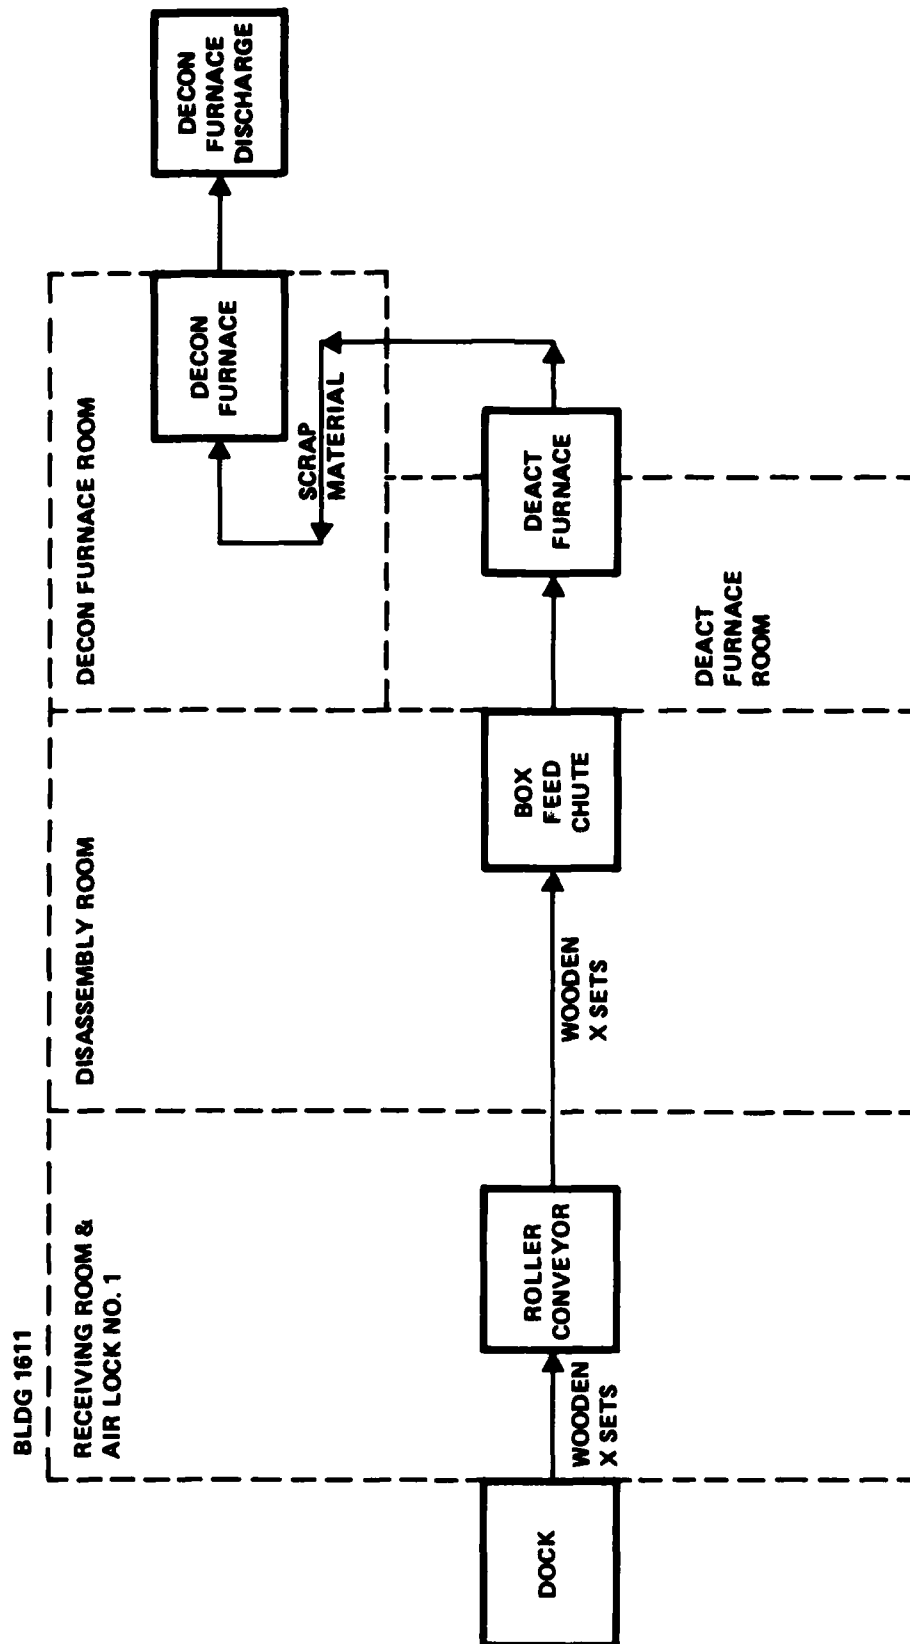 BLDG 1611
RECEIVING ROOM &
AIR LOCK NO. 1
DISASSEMBLY ROOM
DECON FURNACE ROOM
DECON
FURNACE
DECON
FURNACE
DISCHARGE
SCRAP
MATERIAL
DOCK
WOODEN
X SETS
ROLLER
CONVEYOR
WOODEN
X SETS
BOX
FEED
CHUTE
DEACT
FURNACE
DEACT
FURNACE
ROOM